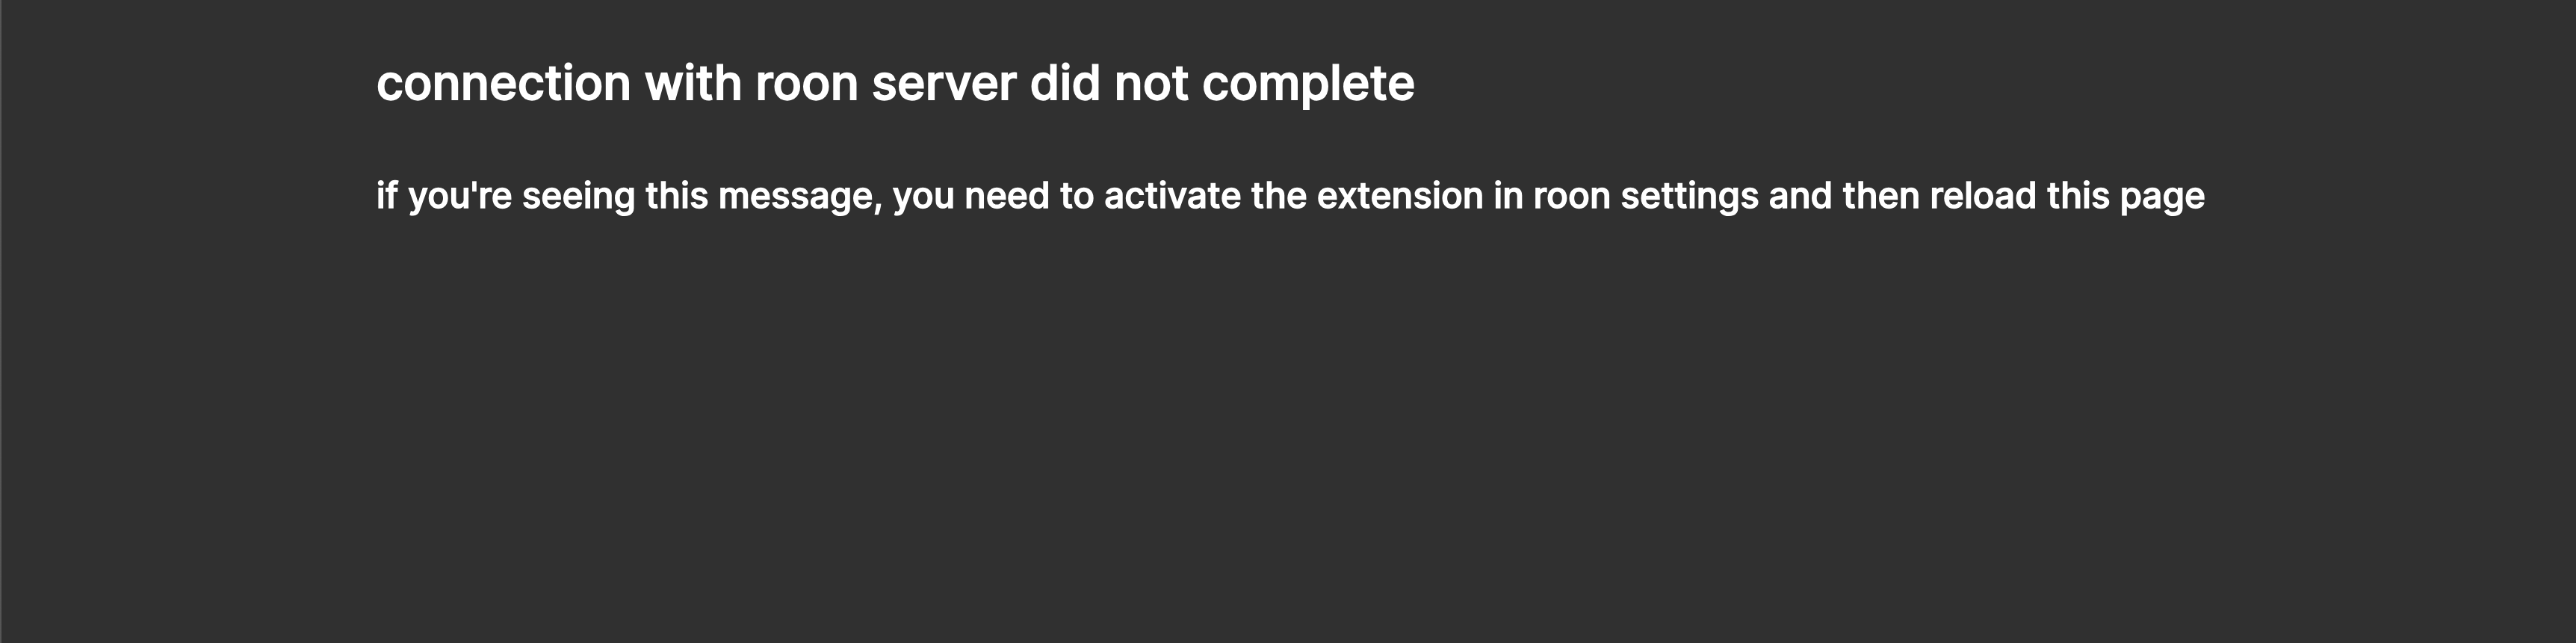 connection with roon server did not complete
if you're seeing this message, you need to activate the extension in roon settings and then reload this page